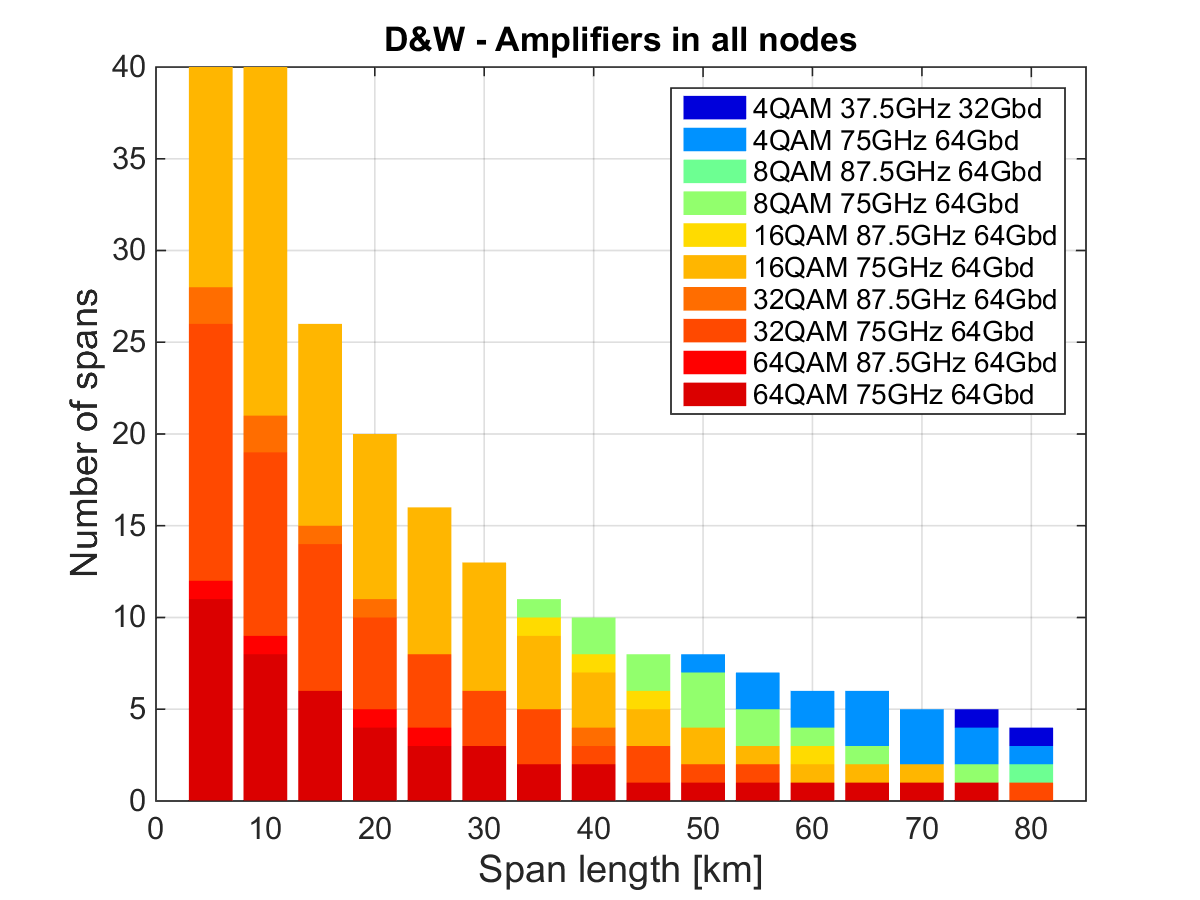 D&W - Amplifiers in all nodes
40
35
30
25
20
15
10
5
0
Number of spans
4QAM 37.5GHz 32Gbd
4QAM 75GHz 64Gbd
8QAM 87.5GHz 64Gbd
8QAM 75GHz 64Gbd
16QAM 87.5GHz 64Gbd
16QAM 75GHz 64Gbd
32QAM 87.5GHz 64Gbd
32QAM 75GHz 64Gbd
64QAM 87.5GHz 64Gbd
64QAM 75GHz 64Gbd
0 10 20 30 40 50 60 70 80
Span length [km]